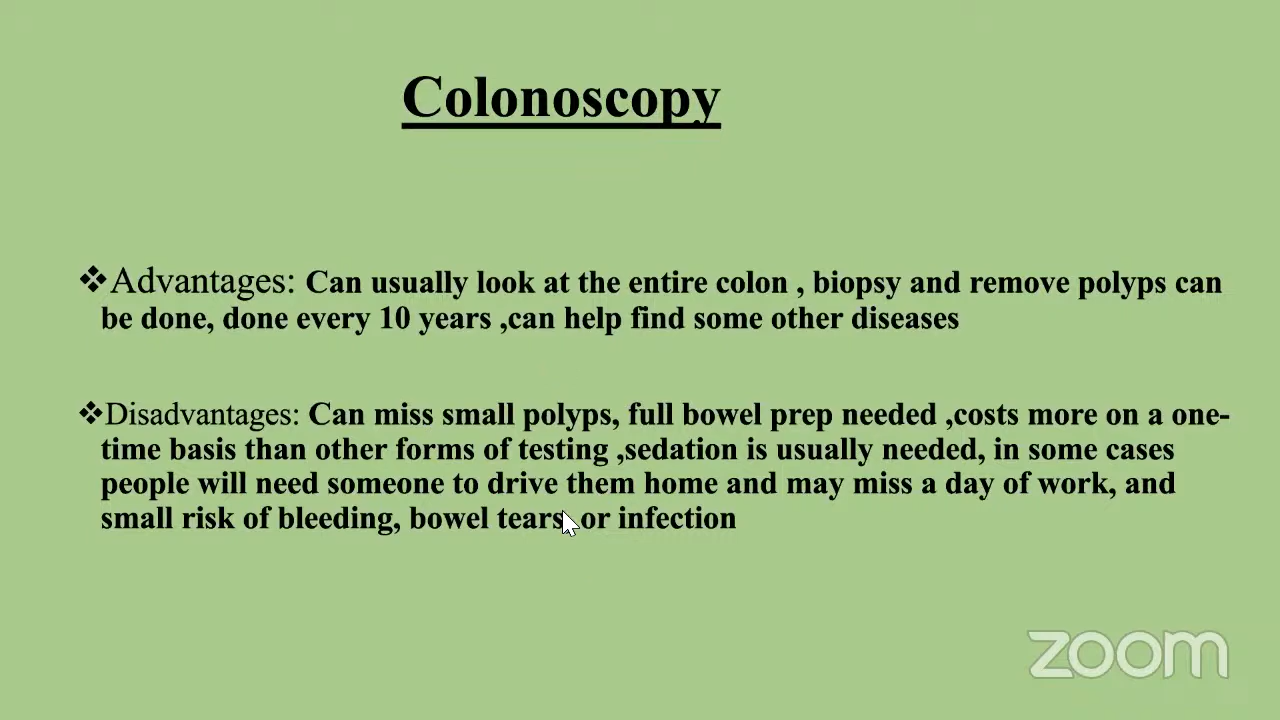 Colonoscopy
❖Advantages: Can usually look at the entire colon , biopsy and remove polyps can
be done, done every 10 years ,can help find some other diseases
❖Disadvantages: Can miss small polyps, full bowel prep needed ,costs more on a one-
time basis than other forms of testing ,sedation is usually needed, in some cases
people will need someone to drive them home and may miss a day of work, and
small risk of bleeding, bowel tears, or infection
zoom